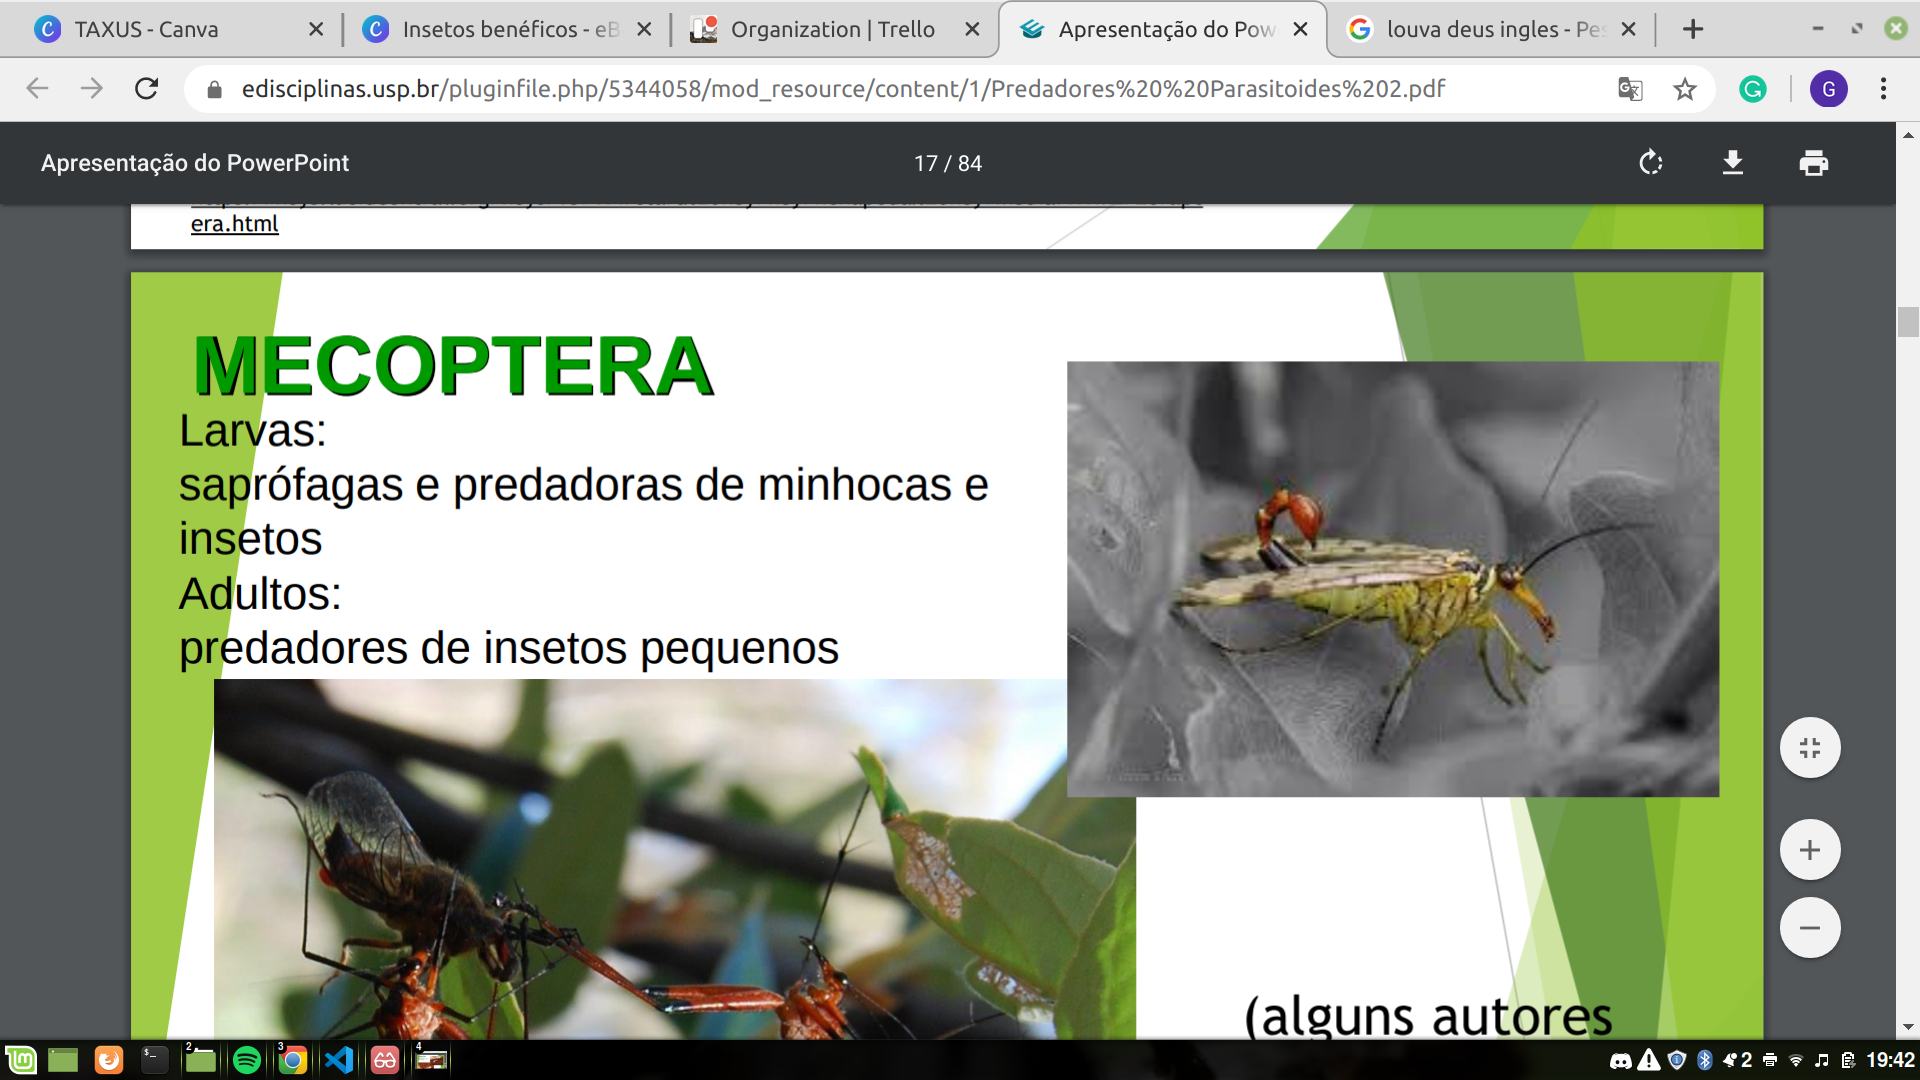 TAXUS - Canva
Insetos benéficos - eB
Organization | Trello
Apresentação do Pow
louva deus ingles - Pes
edisciplinas.usp.br/pluginfile.php/5344058/mod_resource/content/1/Predadores%20%20Parasitoides%202.pdf
G
Apresentação do PowerPoint
17 / 84
era.html
MECOPTERA
Larvas:
saprófagas e predadoras de minhocas e
insetos
Adultos:
predadores de insetos pequenos
(alguns autores
2
3
4
2
19:42